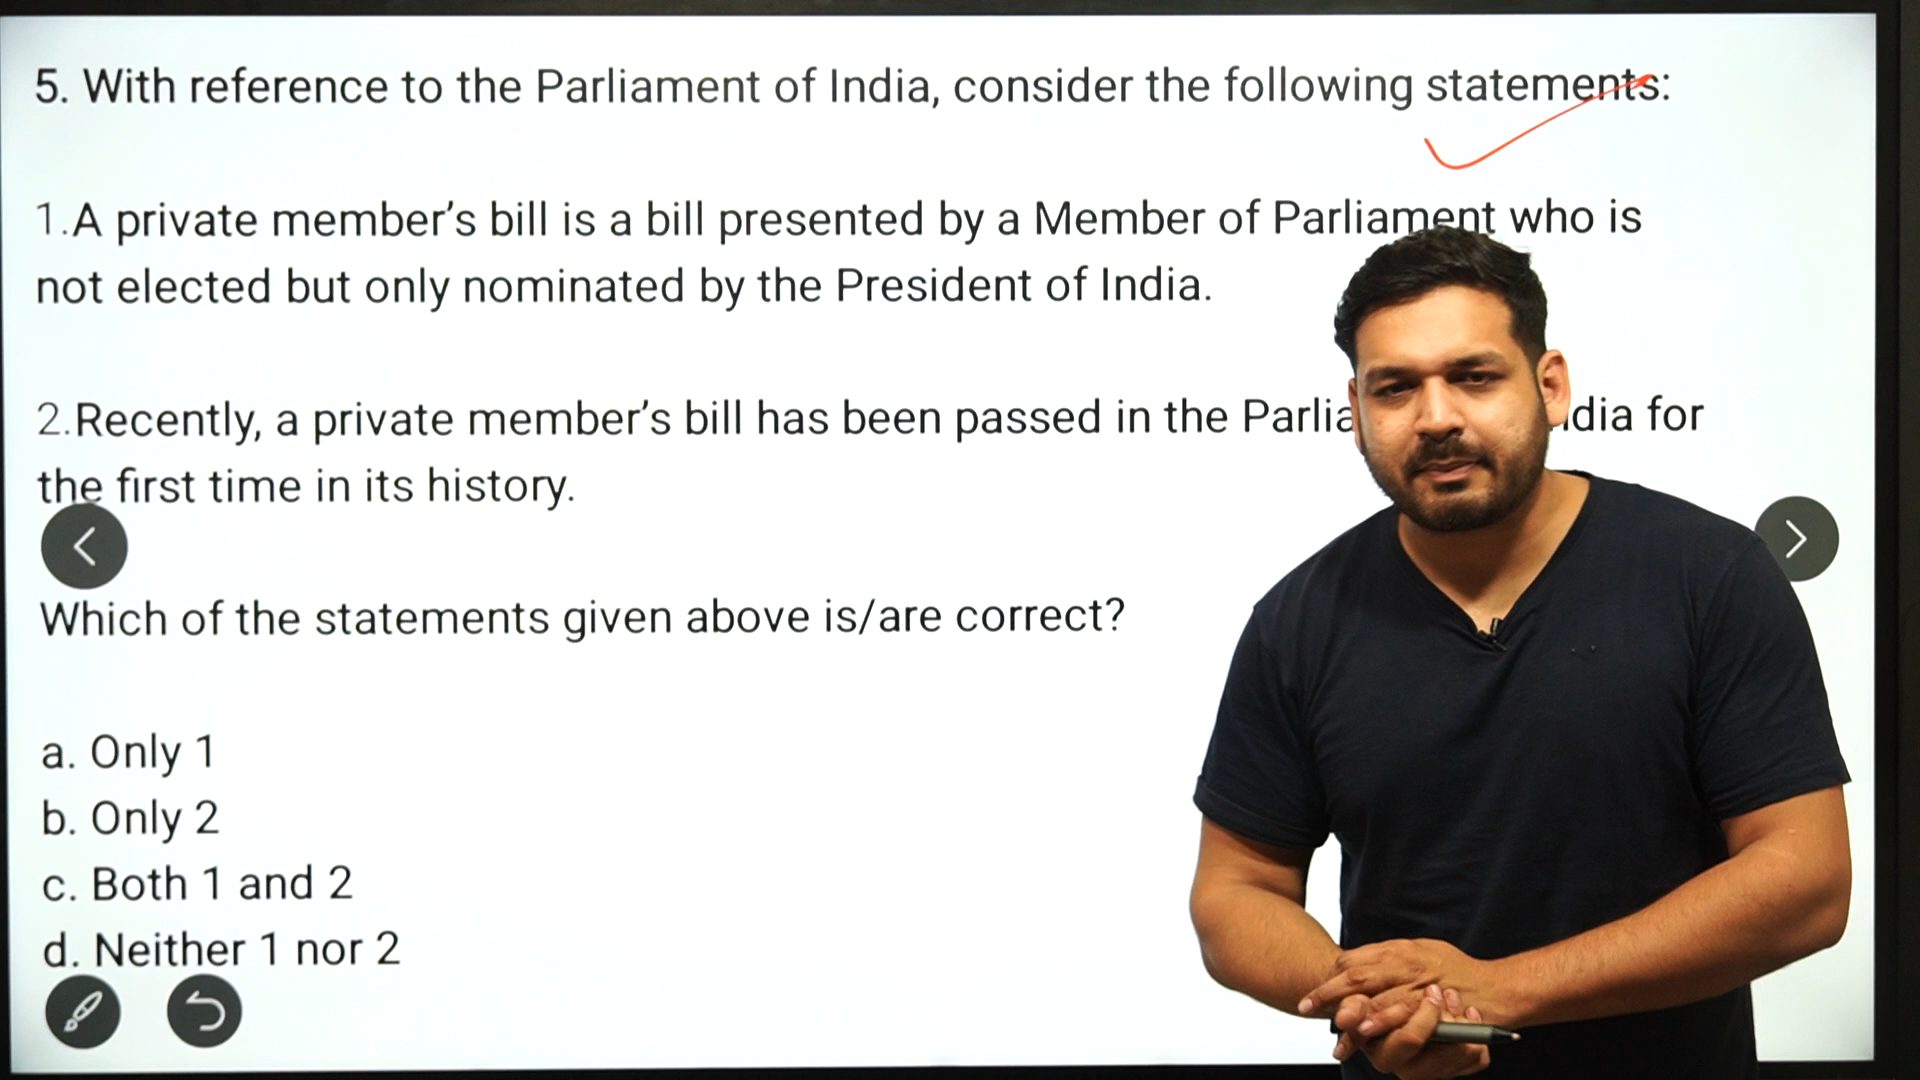 5. With reference to the Parliament of India, consider the following statements:
1.A private member's bill is a bill presented by a Member of Parliament who is
not elected but only nominated by the President of India.
2.Recently, a private member's bill has been passed in the for
the first time in its history.
Which of the statements given above is/are correct?
a. Only 1
b. Only 2
c. Both 1 and 2
d. Neither 1 nor 2